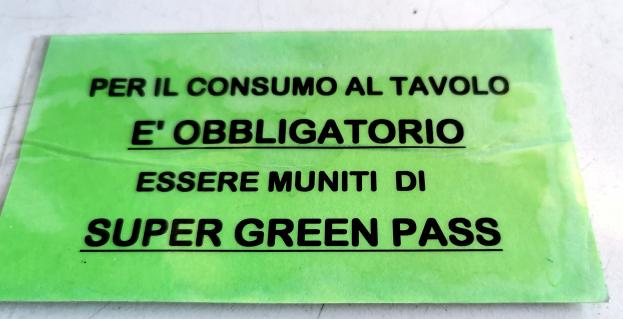 PER IL CONSUMO AL TAVOLO
E' OBBLIGATORIO
ESSERE MUNITI DI
SUPER GREEN PASS